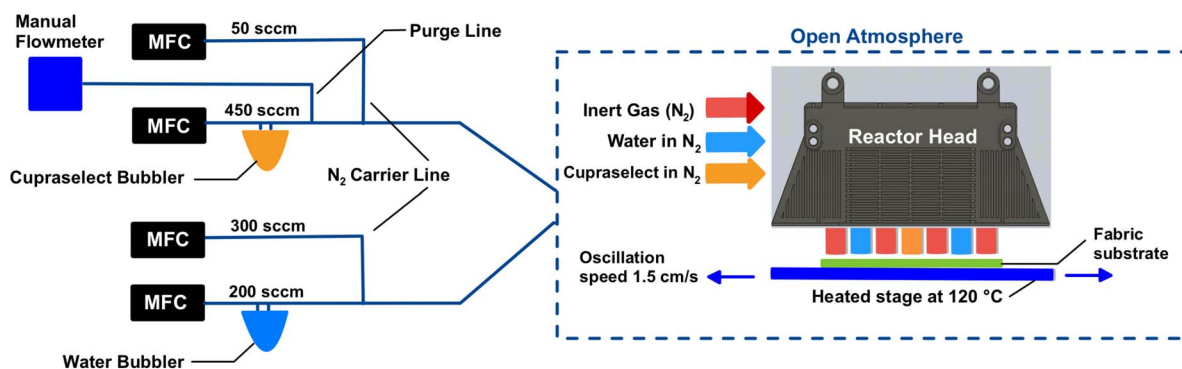 Manual
Flowmeter
MFC
50 sccm
Purge Line
MFC
450 sccm
Cupraselect Bubbler
N₂ Carrier Line
MFC
300 sccm
MFC
200 sccm
Water Bubbler
Open Atmosphere
Inert Gas (N₂)
Water in N₂
Cupraselect in N₂
Reactor Head
Oscillation
speed 1.5 cm/s
Fabric
substrate
Heated stage at 120 °C